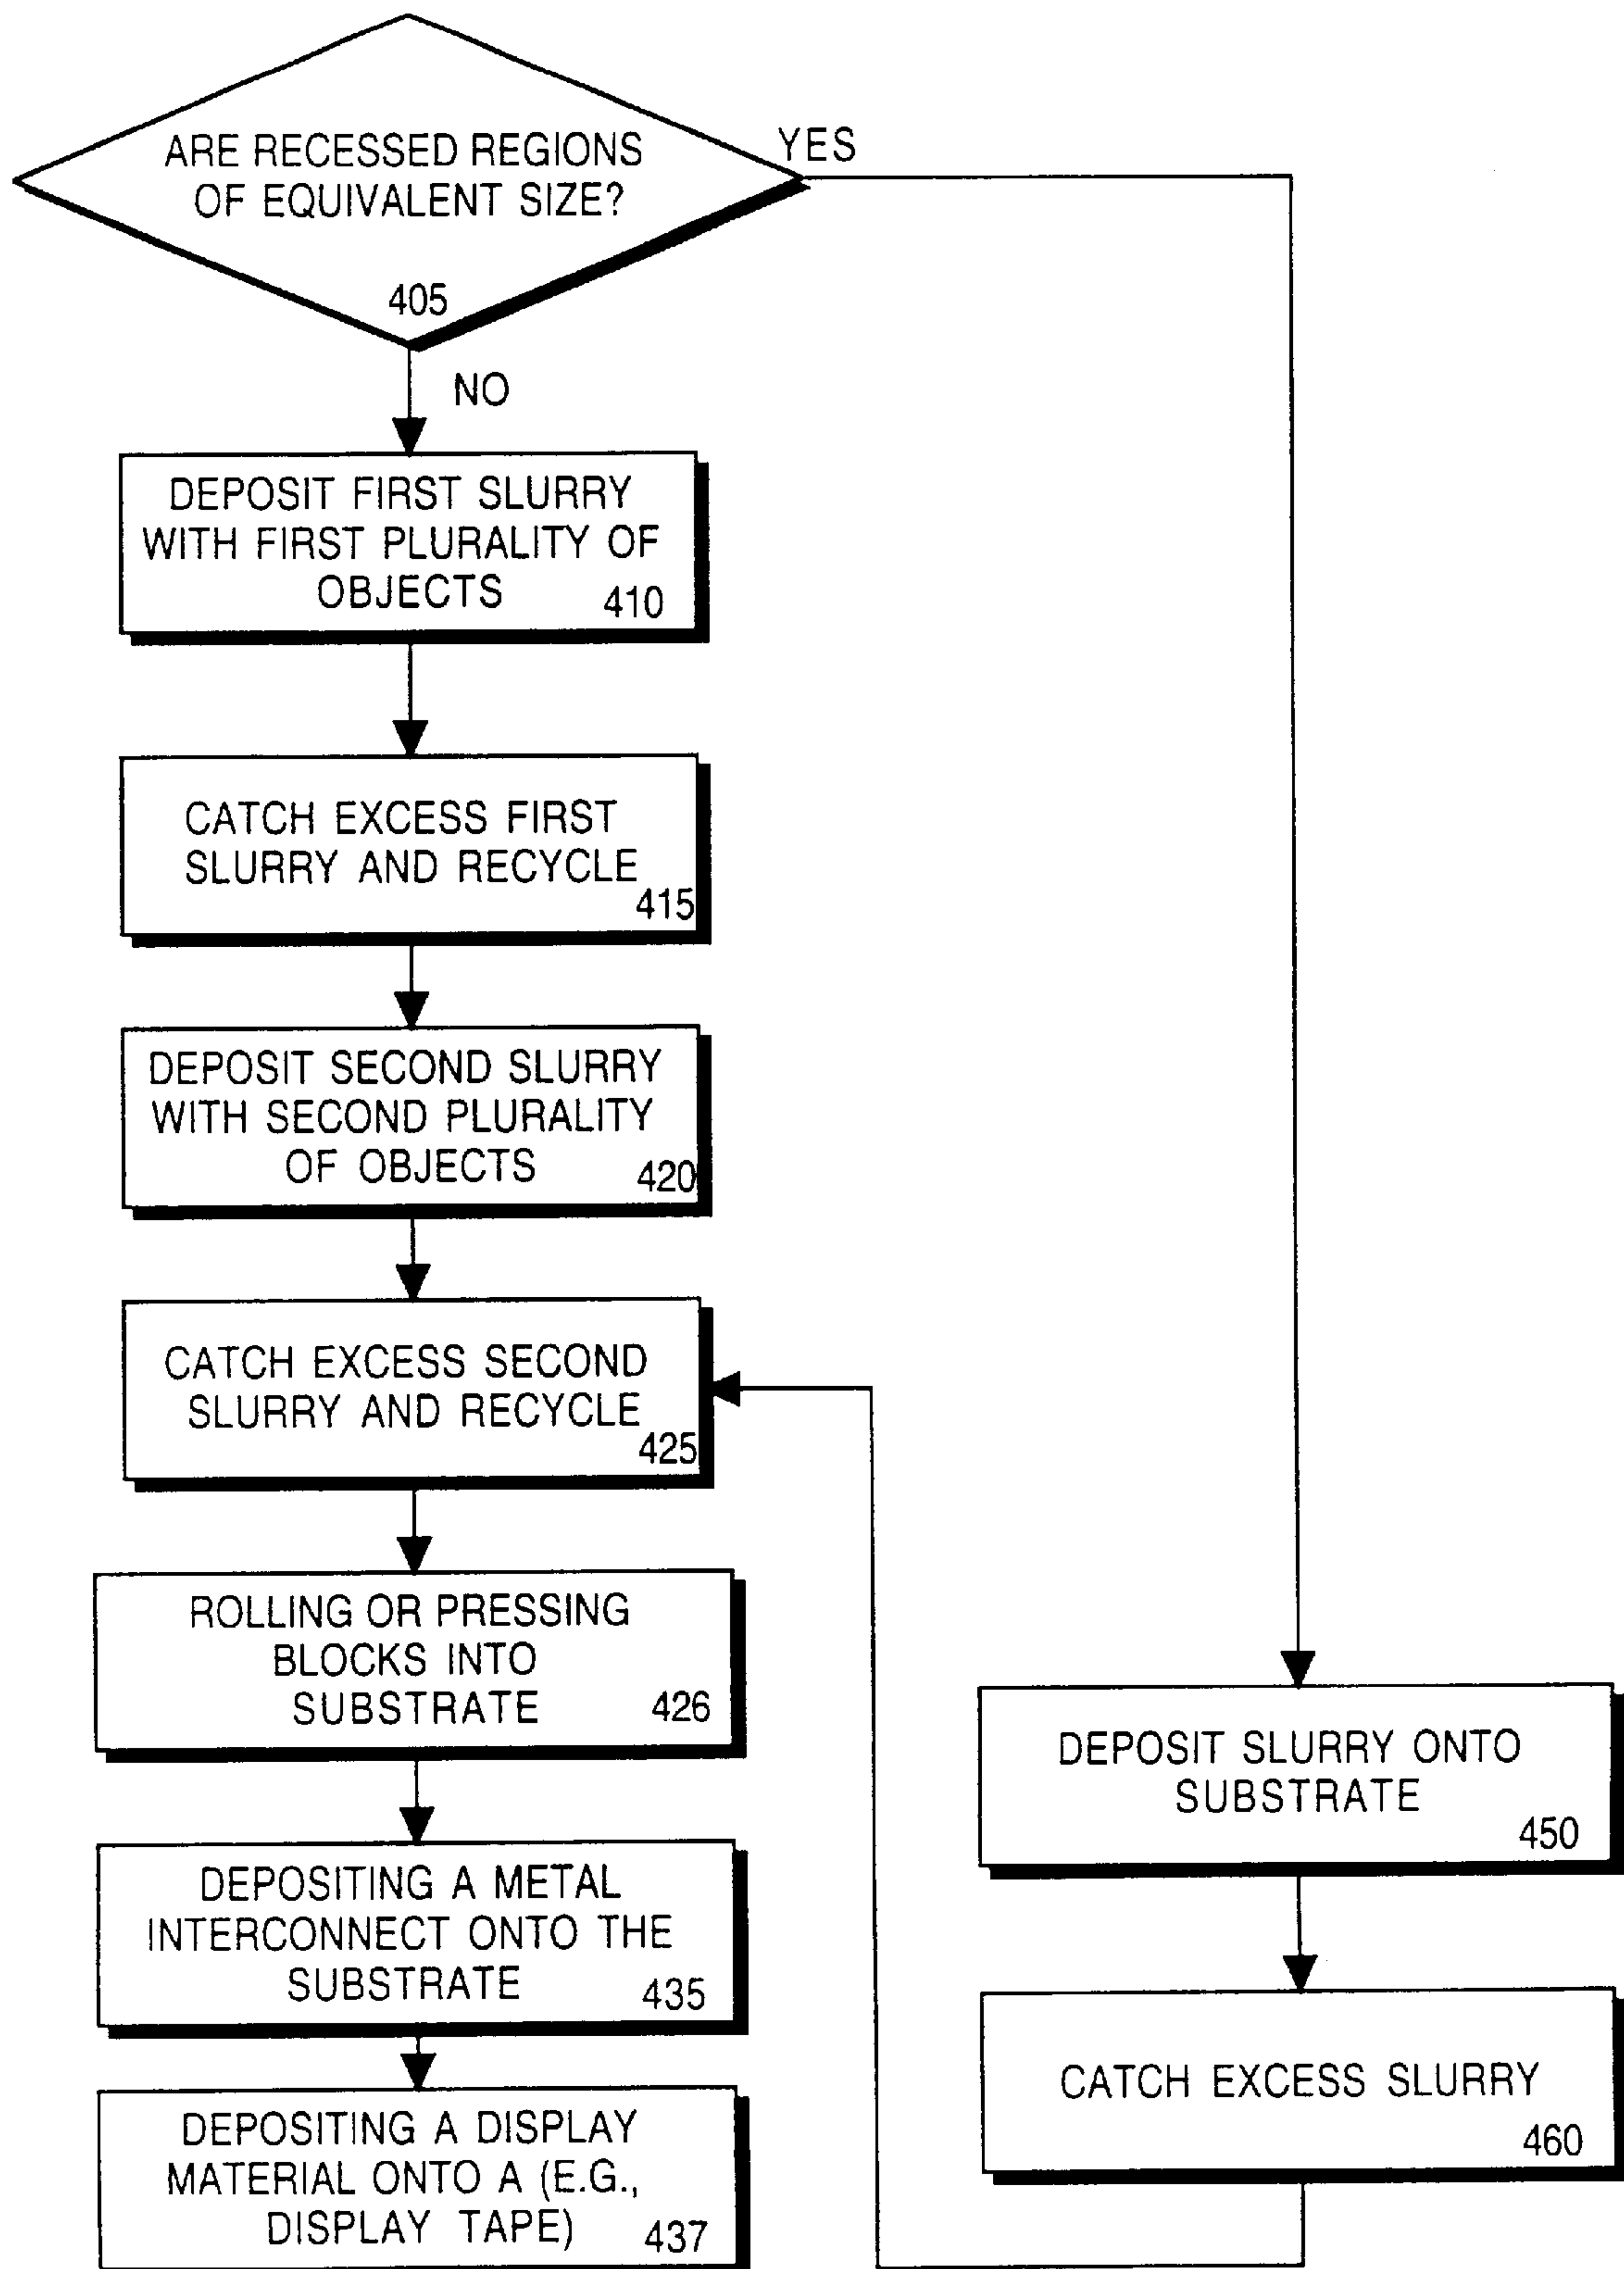 ARE RECESSED REGIONS
OF EQUIVALENT SIZE?
405
YES
NO
DEPOSIT FIRST SLURRY
WITH FIRST PLURALITY OF
OBJECTS
410
CATCH EXCESS FIRST
SLURRY AND RECYCLE
415
DEPOSIT SECOND SLURRY
WITH SECOND PLURALITY
OF OBJECTS
420
CATCH EXCESS SECOND
SLURRY AND RECYCLE
425
ROLLING OR PRESSING
BLOCKS INTO
SUBSTRATE
426
DEPOSITING A METAL
INTERCONNECT ONTO THE
SUBSTRATE
435
DEPOSITING A DISPLAY
MATERIAL ONTO A (E.G.,
DISPLAY TAPE)
437
DEPOSIT SLURRY ONTO
SUBSTRATE
450
CATCH EXCESS SLURRY
460